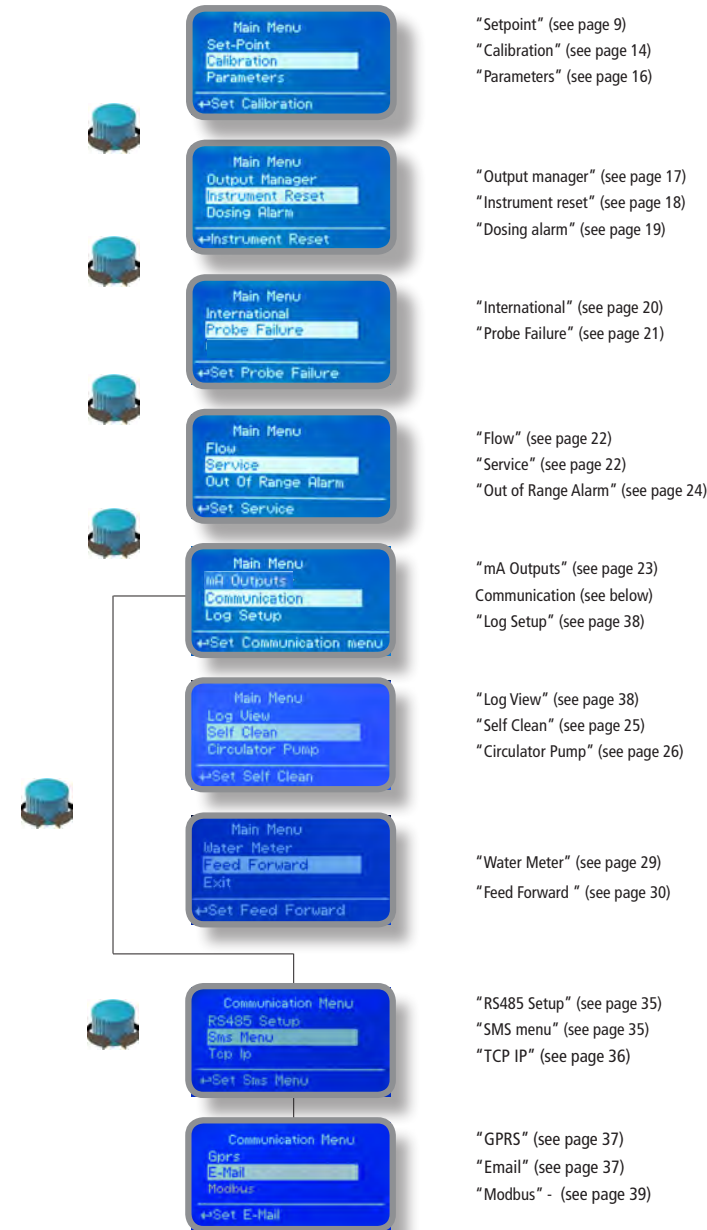 Main Menu
Set-Point
Calibration
Parameters
↵Set Calibration
"Setpoint" (see page 9)
"Calibration" (see page 14)
"Parameters" (see page 16)
Main Menu
Output Manager
Instrument Reset
Dosing Alarm
↵Instrument Reset
"Output manager" (see page 17)
"Instrument reset" (see page 18)
"Dosing alarm" (see page 19)
Main Menu
International
Probe Failure
↵Set Probe Failure
"International" (see page 20)
"Probe Failure" (see page 21)
Main Menu
Flow
Service
Out Of Range Alarm
↵Set Service
"Flow" (see page 22)
"Service" (see page 22)
"Out of Range Alarm" (see page 24)
Main Menu
mA Outputs
Communication
Log Setup
↵Set Communication menu
"mA Outputs" (see page 23)
Communication (see below)
"Log Setup" (see page 38)
Main Menu
Log View
Self Clean
Circulator Pump
↵Set Self Clean
"Log View" (see page 38)
"Self Clean" (see page 25)
"Circulator Pump" (see page 26)
Main Menu
Water Meter
Feed Forward
Exit
↵Set Feed Forward
"Water Meter" (see page 29)
"Feed Forward " (see page 30)
Communication Menu
RS485 Setup
Sms Menu
Tcp Ip
↵Set Sms Menu
"RS485 Setup" (see page 35)
"SMS menu" (see page 35)
"TCP IP" (see page 36)
Communication Menu
Gprs
E-Mail
Modbus
↵Set E-Mail
"GPRS" (see page 37)
"Email" (see page 37)
"Modbus" - (see page 39)